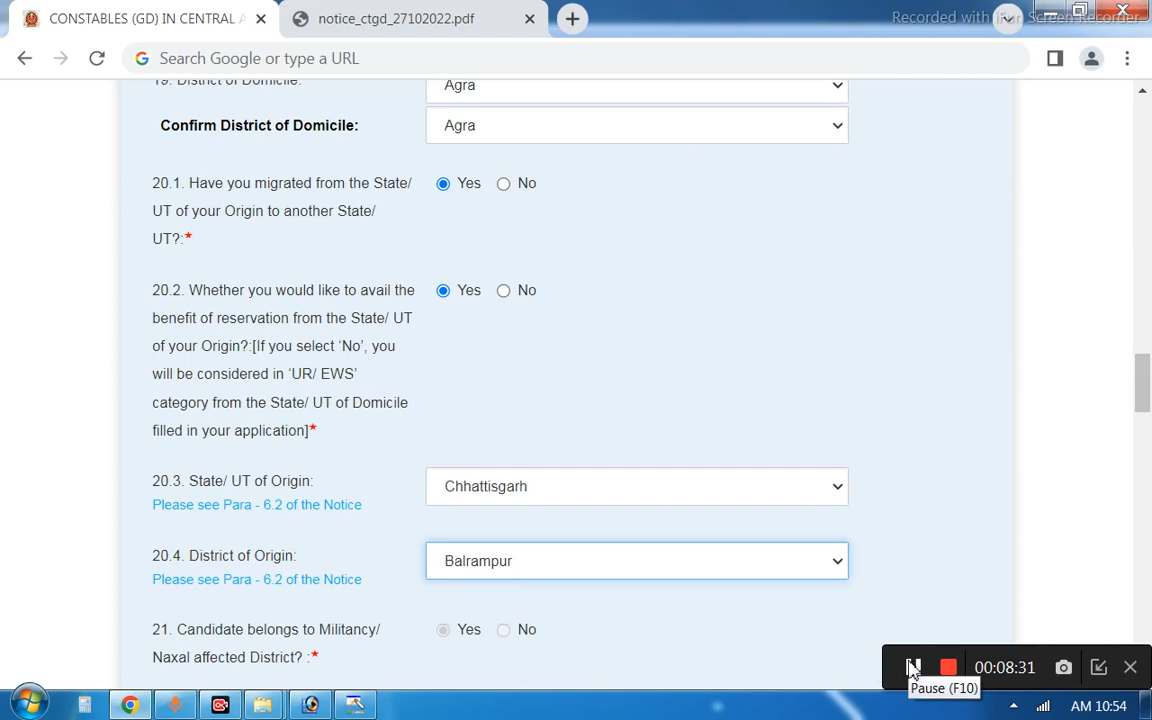 CONSTABLES (GD) IN CENTRAL A
notice_ctgd_27102022.pdf
Recorded with iFun Screen Recorder
Search Google or type a URL
19. District of Domicile:
Agra
Confirm District of Domicile:
Agra
20.1. Have you migrated from the State/
UT of your Origin to another State/
UT?:*
Yes
No
20.2. Whether you would like to avail the
benefit of reservation from the State/ UT
of your Origin?:[If you select ‘No’, you
will be considered in ‘UR/ EWS’
category from the State/ UT of Domicile
filled in your application]*
Yes
No
20.3. State/ UT of Origin:
Please see Para - 6.2 of the Notice
Chhattisgarh
20.4. District of Origin:
Please see Para - 6.2 of the Notice
Balrampur
21. Candidate belongs to Militancy/
Naxal affected District? :*
Yes
No
00:08:31
Pause (F10)
AM 10:54